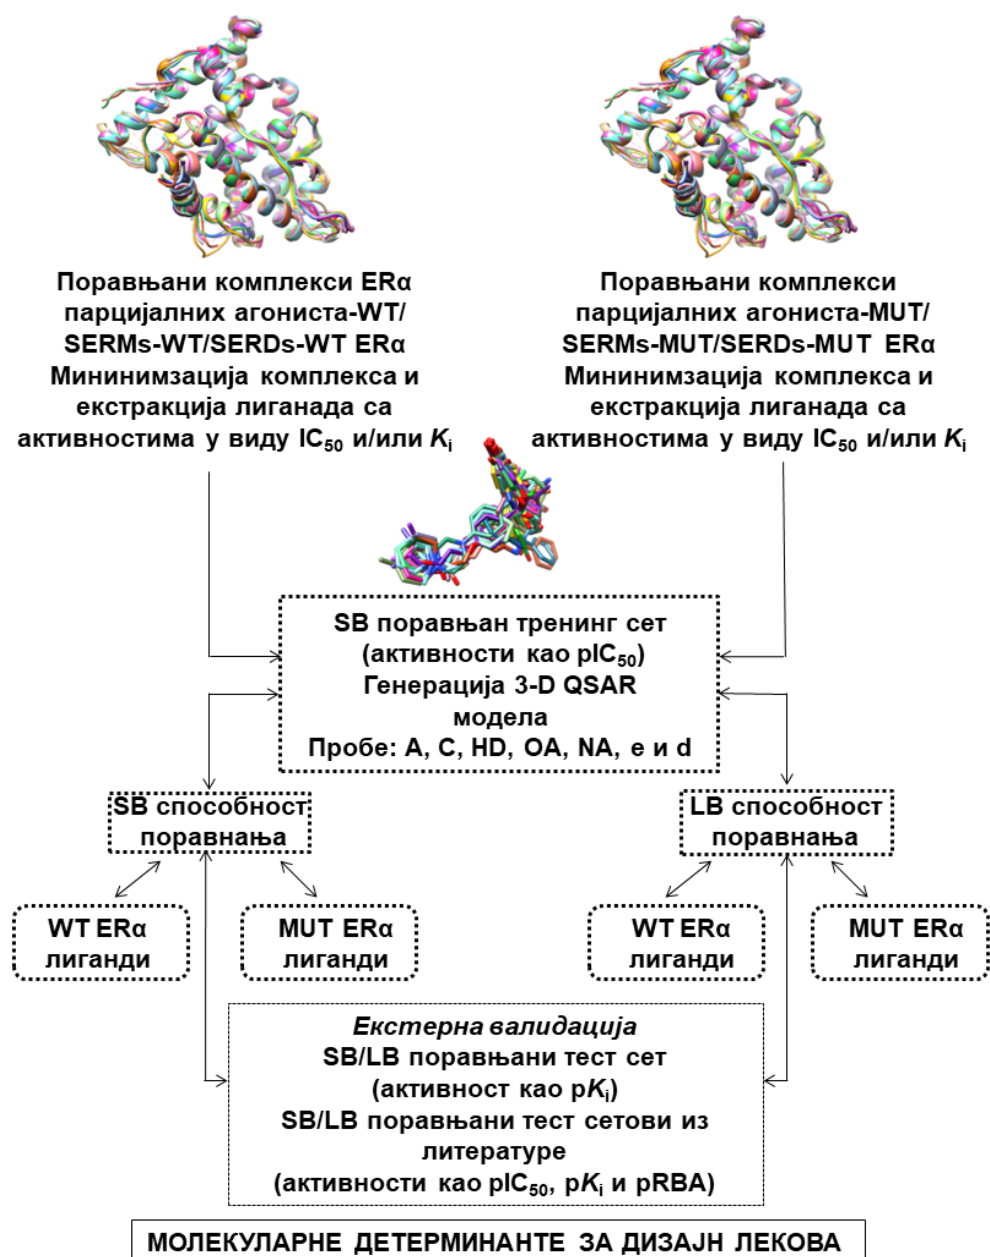 Поравњани комплекси ERα
парцијалних агониста-WT/
SERMs-WT/SERDs-WT ERα
Мининимзација комплекса и
екстракција лиганада са
активностима у виду IC₅₀ и/или Kᵢ
Поравњани комплекси
парцијалних агониста-MUT/
SERMs-MUT/SERDs-MUT ERα
Мининимзација комплекса и
екстракција лиганада са
активностима у виду IC₅₀ и/или Kᵢ
SB поравњан тренинг сет
(активности као pIC₅₀)
Генерација 3-D QSAR
модела
Пробе: A, C, HD, OA, NA, e и d
SB способност
поравнања
LB способност
поравнања
WT ERα
лиганди
MUT ERα
лиганди
WT ERα
лиганди
MUT ERα
лиганди
Екстерна валидација
SB/LB поравњани тест сет
(активност као pKᵢ)
SB/LB поравњани тест сетови из
литературе
(активности као pIC₅₀, pKᵢ и pRBA)
МОЛЕКУЛАРНЕ ДЕТЕРМИНАНТЕ ЗА ДИЗАЈН ЛЕКОВА